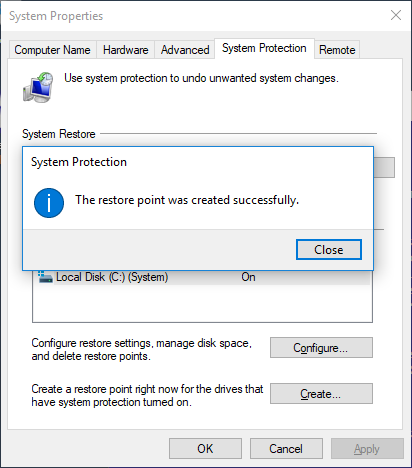 System Properties
Computer Name
Hardware
Advanced
System Protection
Remote
Use system protection to undo unwanted system changes.
System Restore
System Protection
The restore point was created successfully.
Close
Local Disk (C:) (System) On
Configure restore settings, manage disk space,
and delete restore points.
Configure...
Create a restore point right now for the drives that
have system protection turned on.
Create...
OK
Cancel
Apply